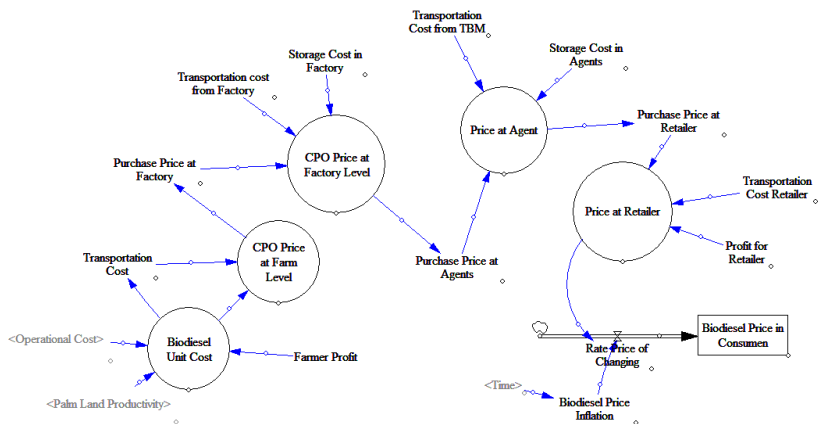 Transportation
Cost from TBM
Storage Cost in
Agents
Storage Cost in
Factory
Transportation cost
from Factory
Price at Agent
Purchase Price at
Retailer
CPO Price at
Factory Level
Purchase Price at
Factory
Transportation
Cost Retailer
Price at Retailer
CPO Price
at Farm
Level
Profit for
Retailer
Transportation
Cost
Purchase Price at
Agents
<Operational Cost>
Biodiesel
Unit Cost
Farmer Profit
Biodiesel Price in
Consumen
Rate Price of
Changing
<Time>
Biodiesel Price
Inflation
<Palm Land Productivity>